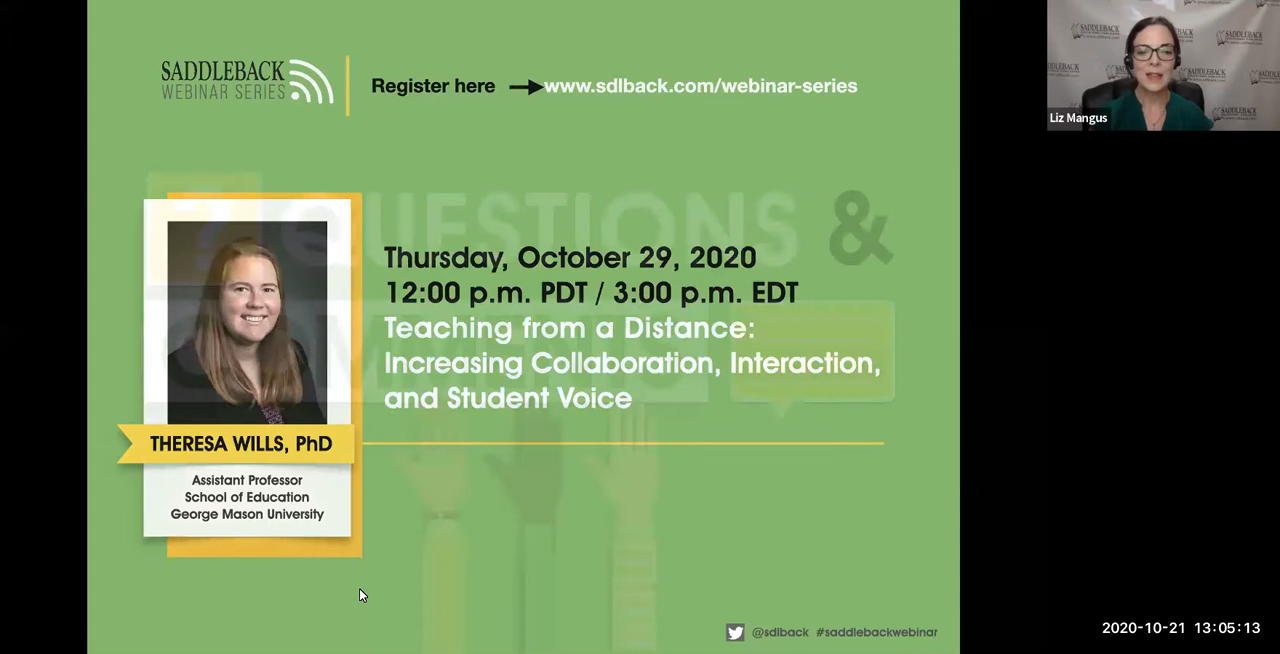 SADDLEBACK
WEBINAR SERIES
Register here
www.sdlback.com/webinar-series
QUESTIONS &
Thursday, October 29, 2020
12:00 p.m. PDT / 3:00 p.m. EDT
Teaching from a Distance:
Increasing Collaboration, Interaction,
and Student Voice
THERESA WILLS, PhD
Assistant Professor
School of Education
George Mason University
@sdlback #saddlebackwebinar
Liz Mangus
2020-10-21 13:05:13